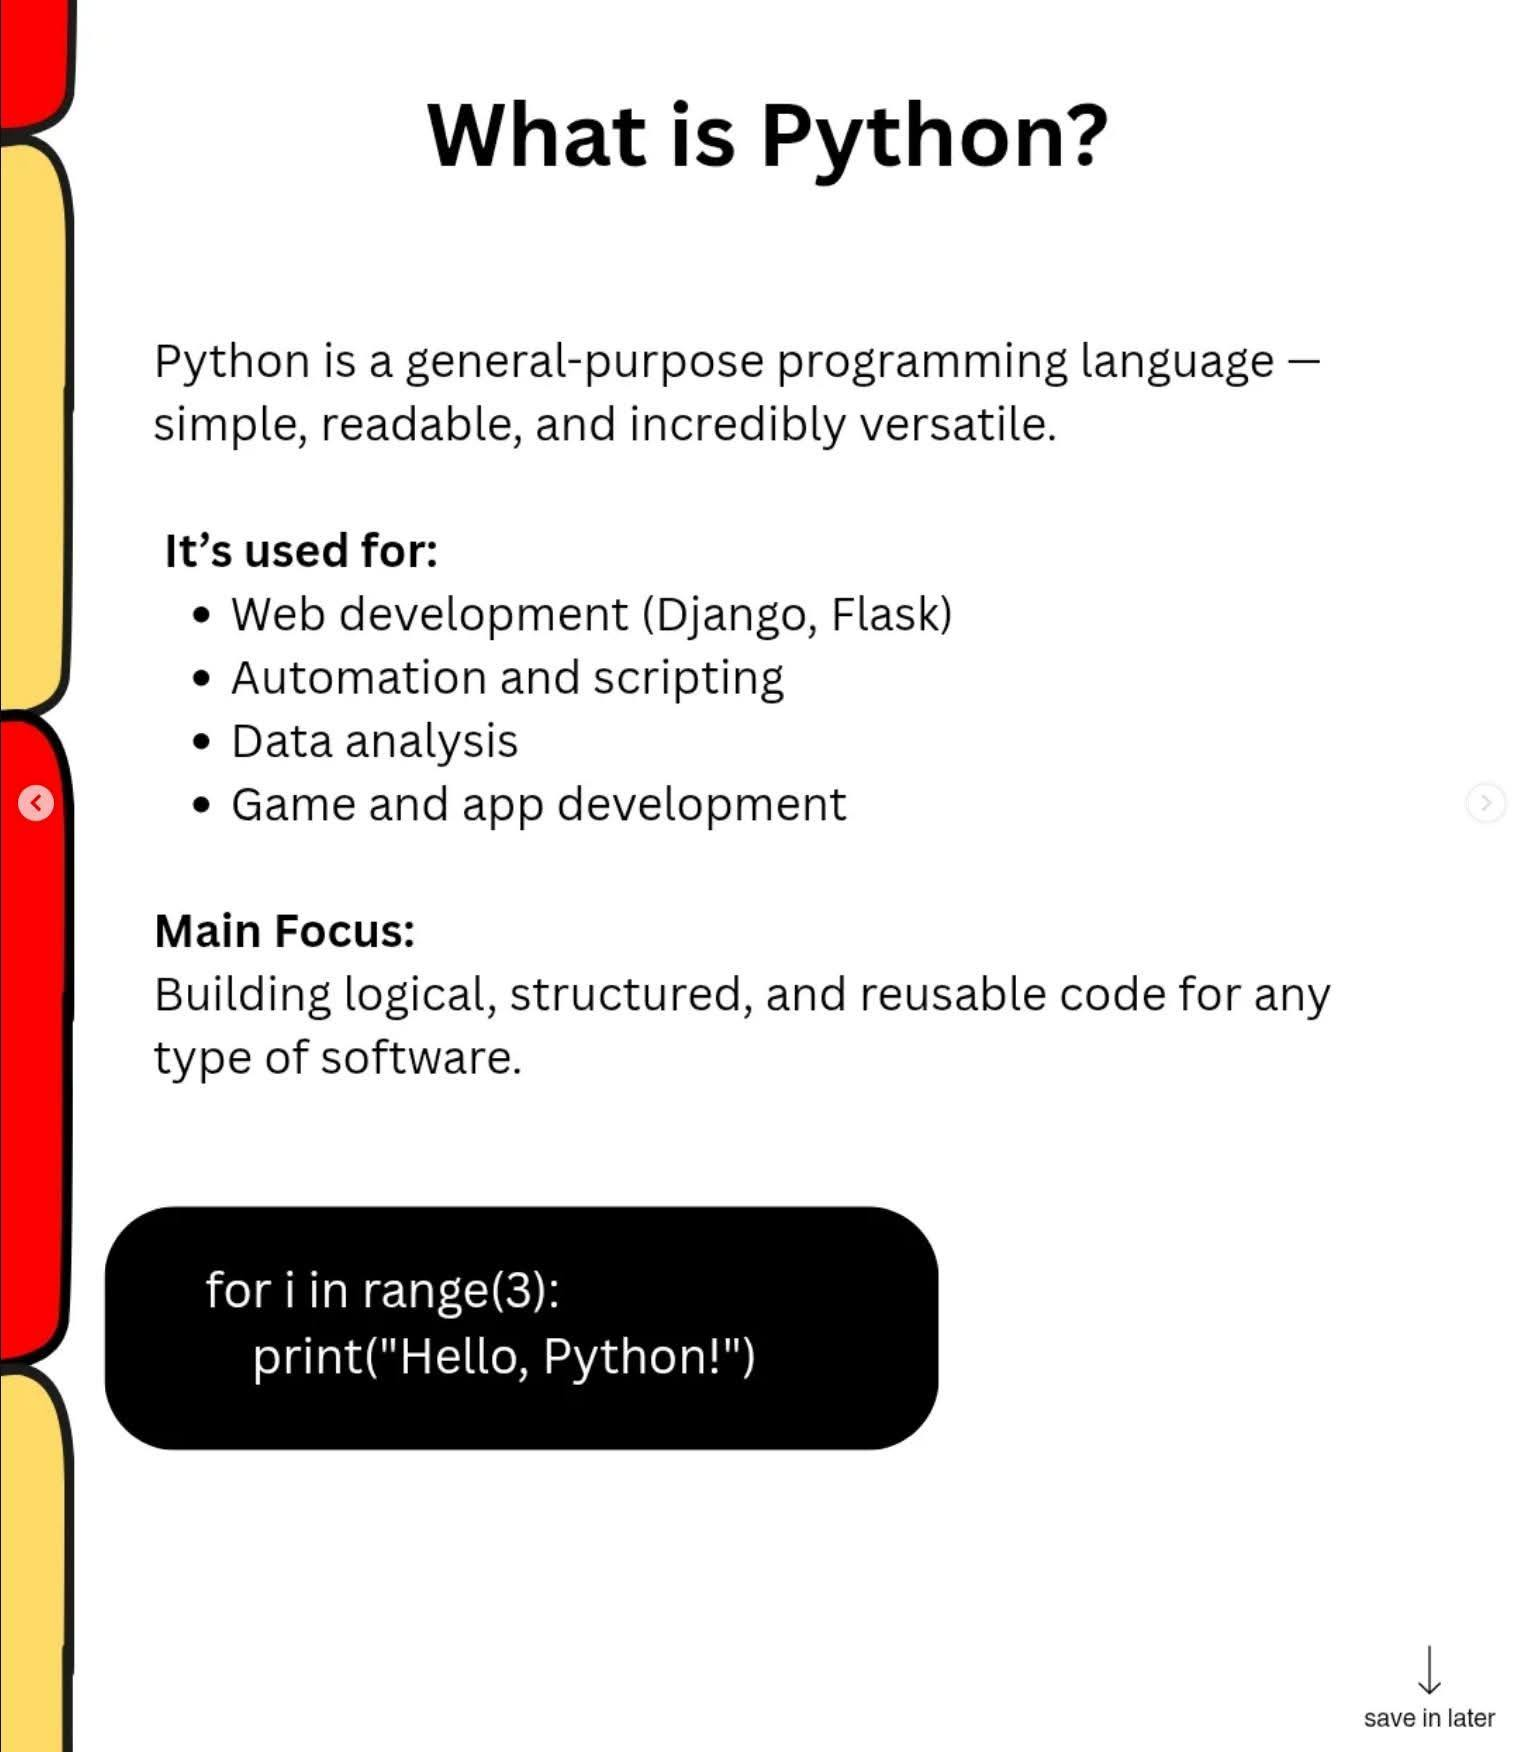 What is Python?
Python is a general-purpose programming language —
simple, readable, and incredibly versatile.
It’s used for:
• Web development (Django, Flask)
• Automation and scripting
• Data analysis
• Game and app development
Main Focus:
Building logical, structured, and reusable code for any
type of software.
for i in range(3):
    print("Hello, Python!")
save in later